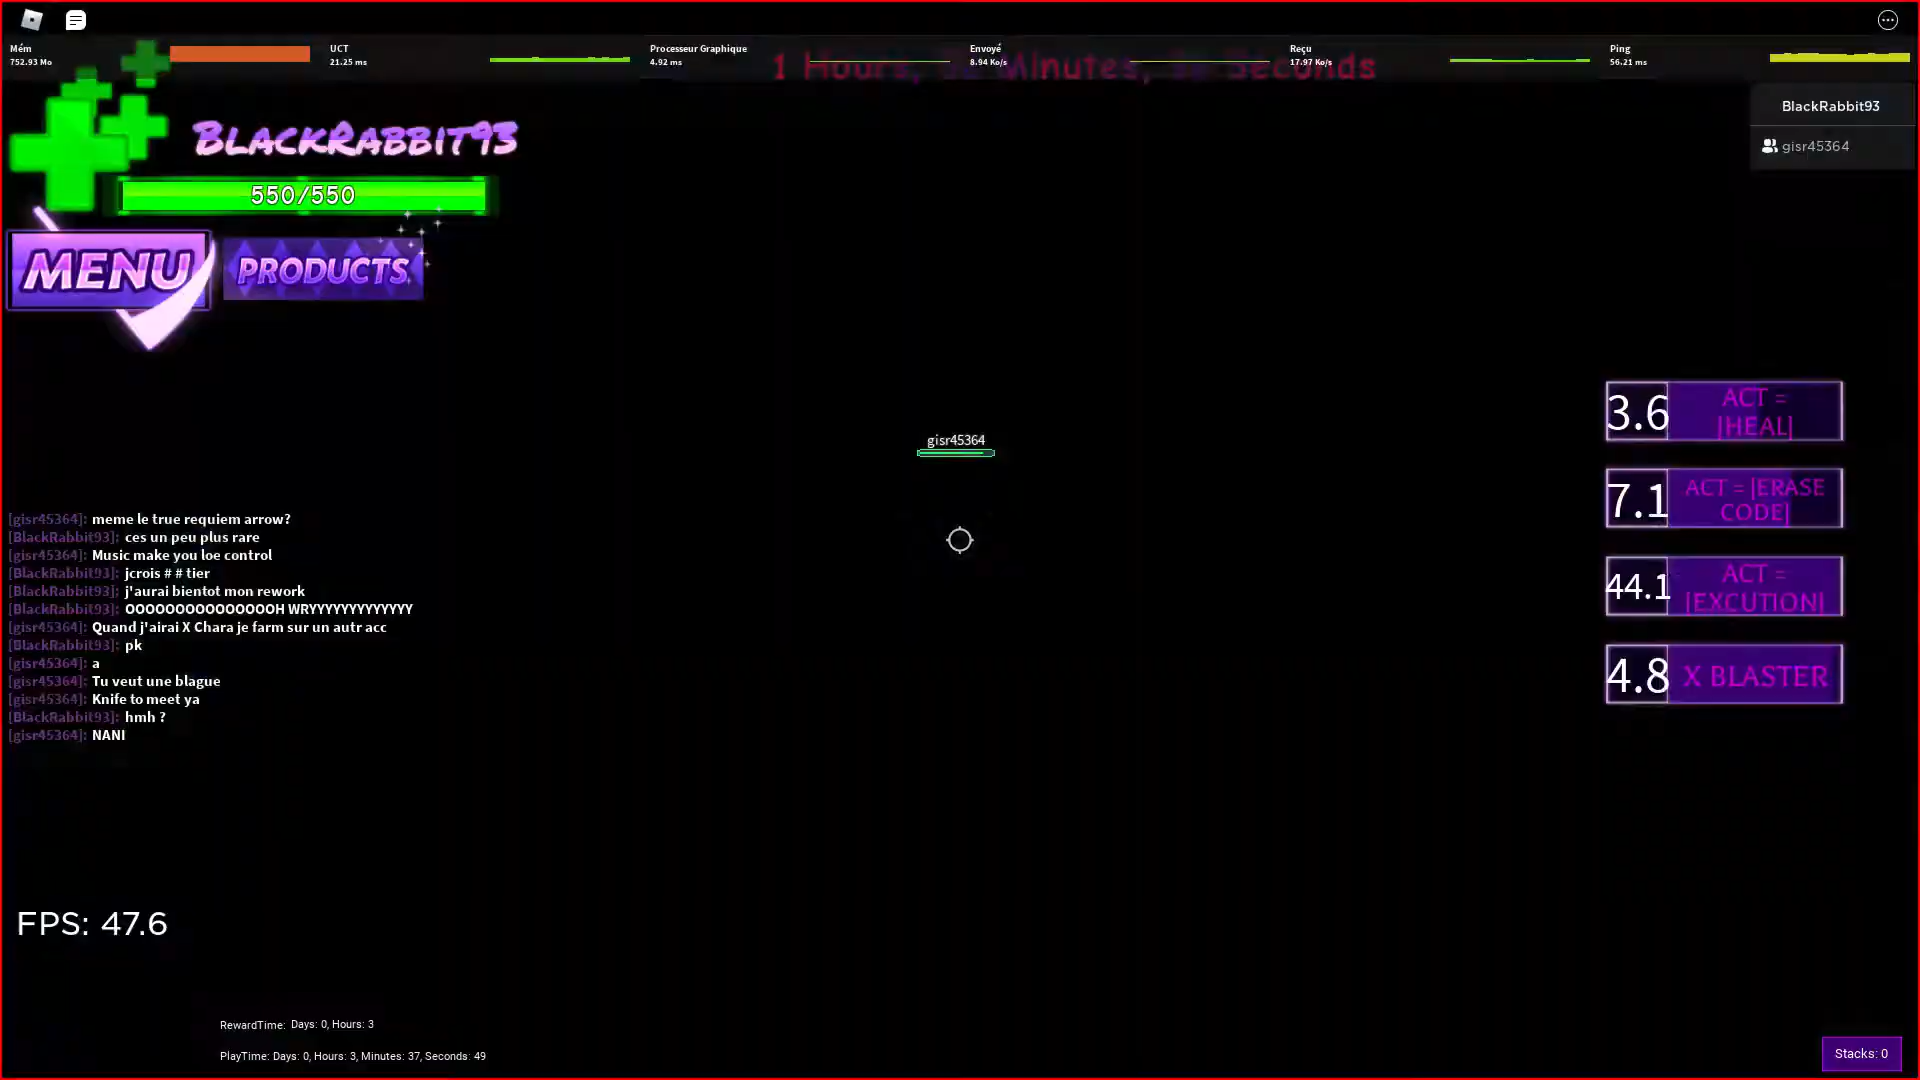 Mém
752.93 Mo
UCT
21.25 ms
Processeur Graphique
4.92 ms
Envoyé
8.94 Ko/s
Reçu
17.97 Ko/s
Ping
56.21 ms
1 Hours, Minutes, Seconds
BlackRabbit93
gisr45364
BLACKRABBIT93
550/550
MENU
PRODUCTS
gisr45364
3.6 ACT =
|HEAL|
7.1 ACT = |ERASE
CODE|
44.1 ACT =
|EXCUTION|
4.8 X BLASTER
[gisr45364]: meme le true requiem arrow?
[BlackRabbit93]: ces un peu plus rare
[gisr45364]: Music make you loe control
[BlackRabbit93]: jcrois # # tier
[BlackRabbit93]: j'aurai bientot mon rework
[BlackRabbit93]: OOOOOOOOOOOOOOOH WRYYYYYYYYYYYYY
[gisr45364]: Quand j'airai X Chara je farm sur un autr acc
[BlackRabbit93]: pk
[gisr45364]: a
[gisr45364]: Tu veut une blague
[gisr45364]: Knife to meet ya
[BlackRabbit93]: hmh ?
[gisr45364]: NANI
FPS: 47.6
RewardTime: Days: 0, Hours: 3
PlayTime: Days: 0, Hours: 3, Minutes: 37, Seconds: 49
Stacks: 0